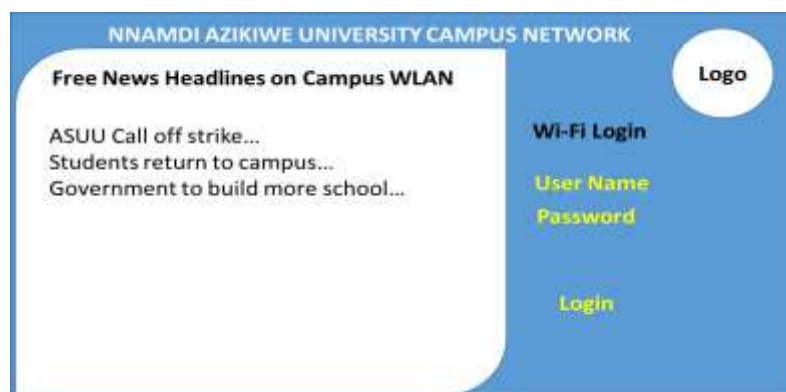 NNAMDI AZIKIWE UNIVERSITY CAMPUS NETWORK
Logo
Free News Headlines on Campus WLAN
ASUU Call off strike...
Students return to campus...
Government to build more school...
Wi-Fi Login
User Name
Password
Login